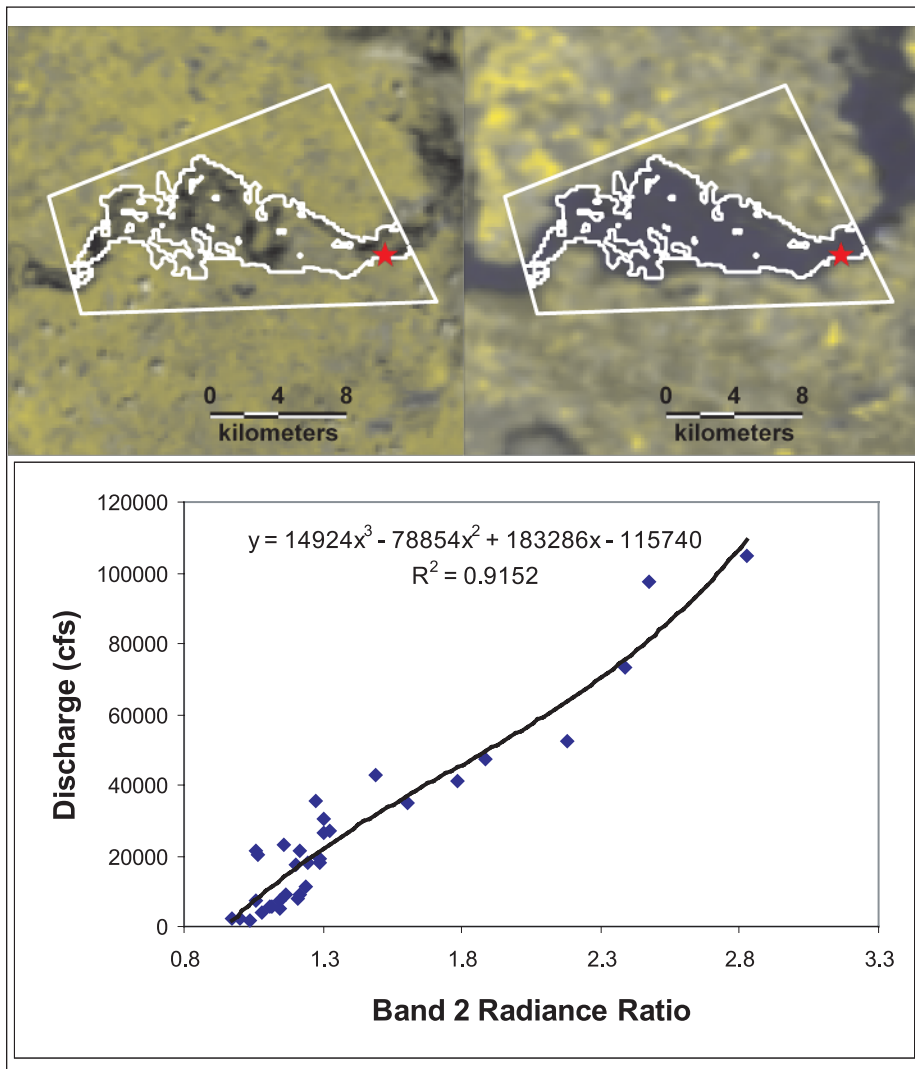 0 4 8
kilometers
0 4 8
kilometers
120000
y = 14924x³ - 78854x² + 183286x - 115740
R² = 0.9152
100000
80000
60000
40000
20000
0
Discharge (cfs)
0.8 1.3 1.8 2.3 2.8 3.3
Band 2 Radiance Ratio